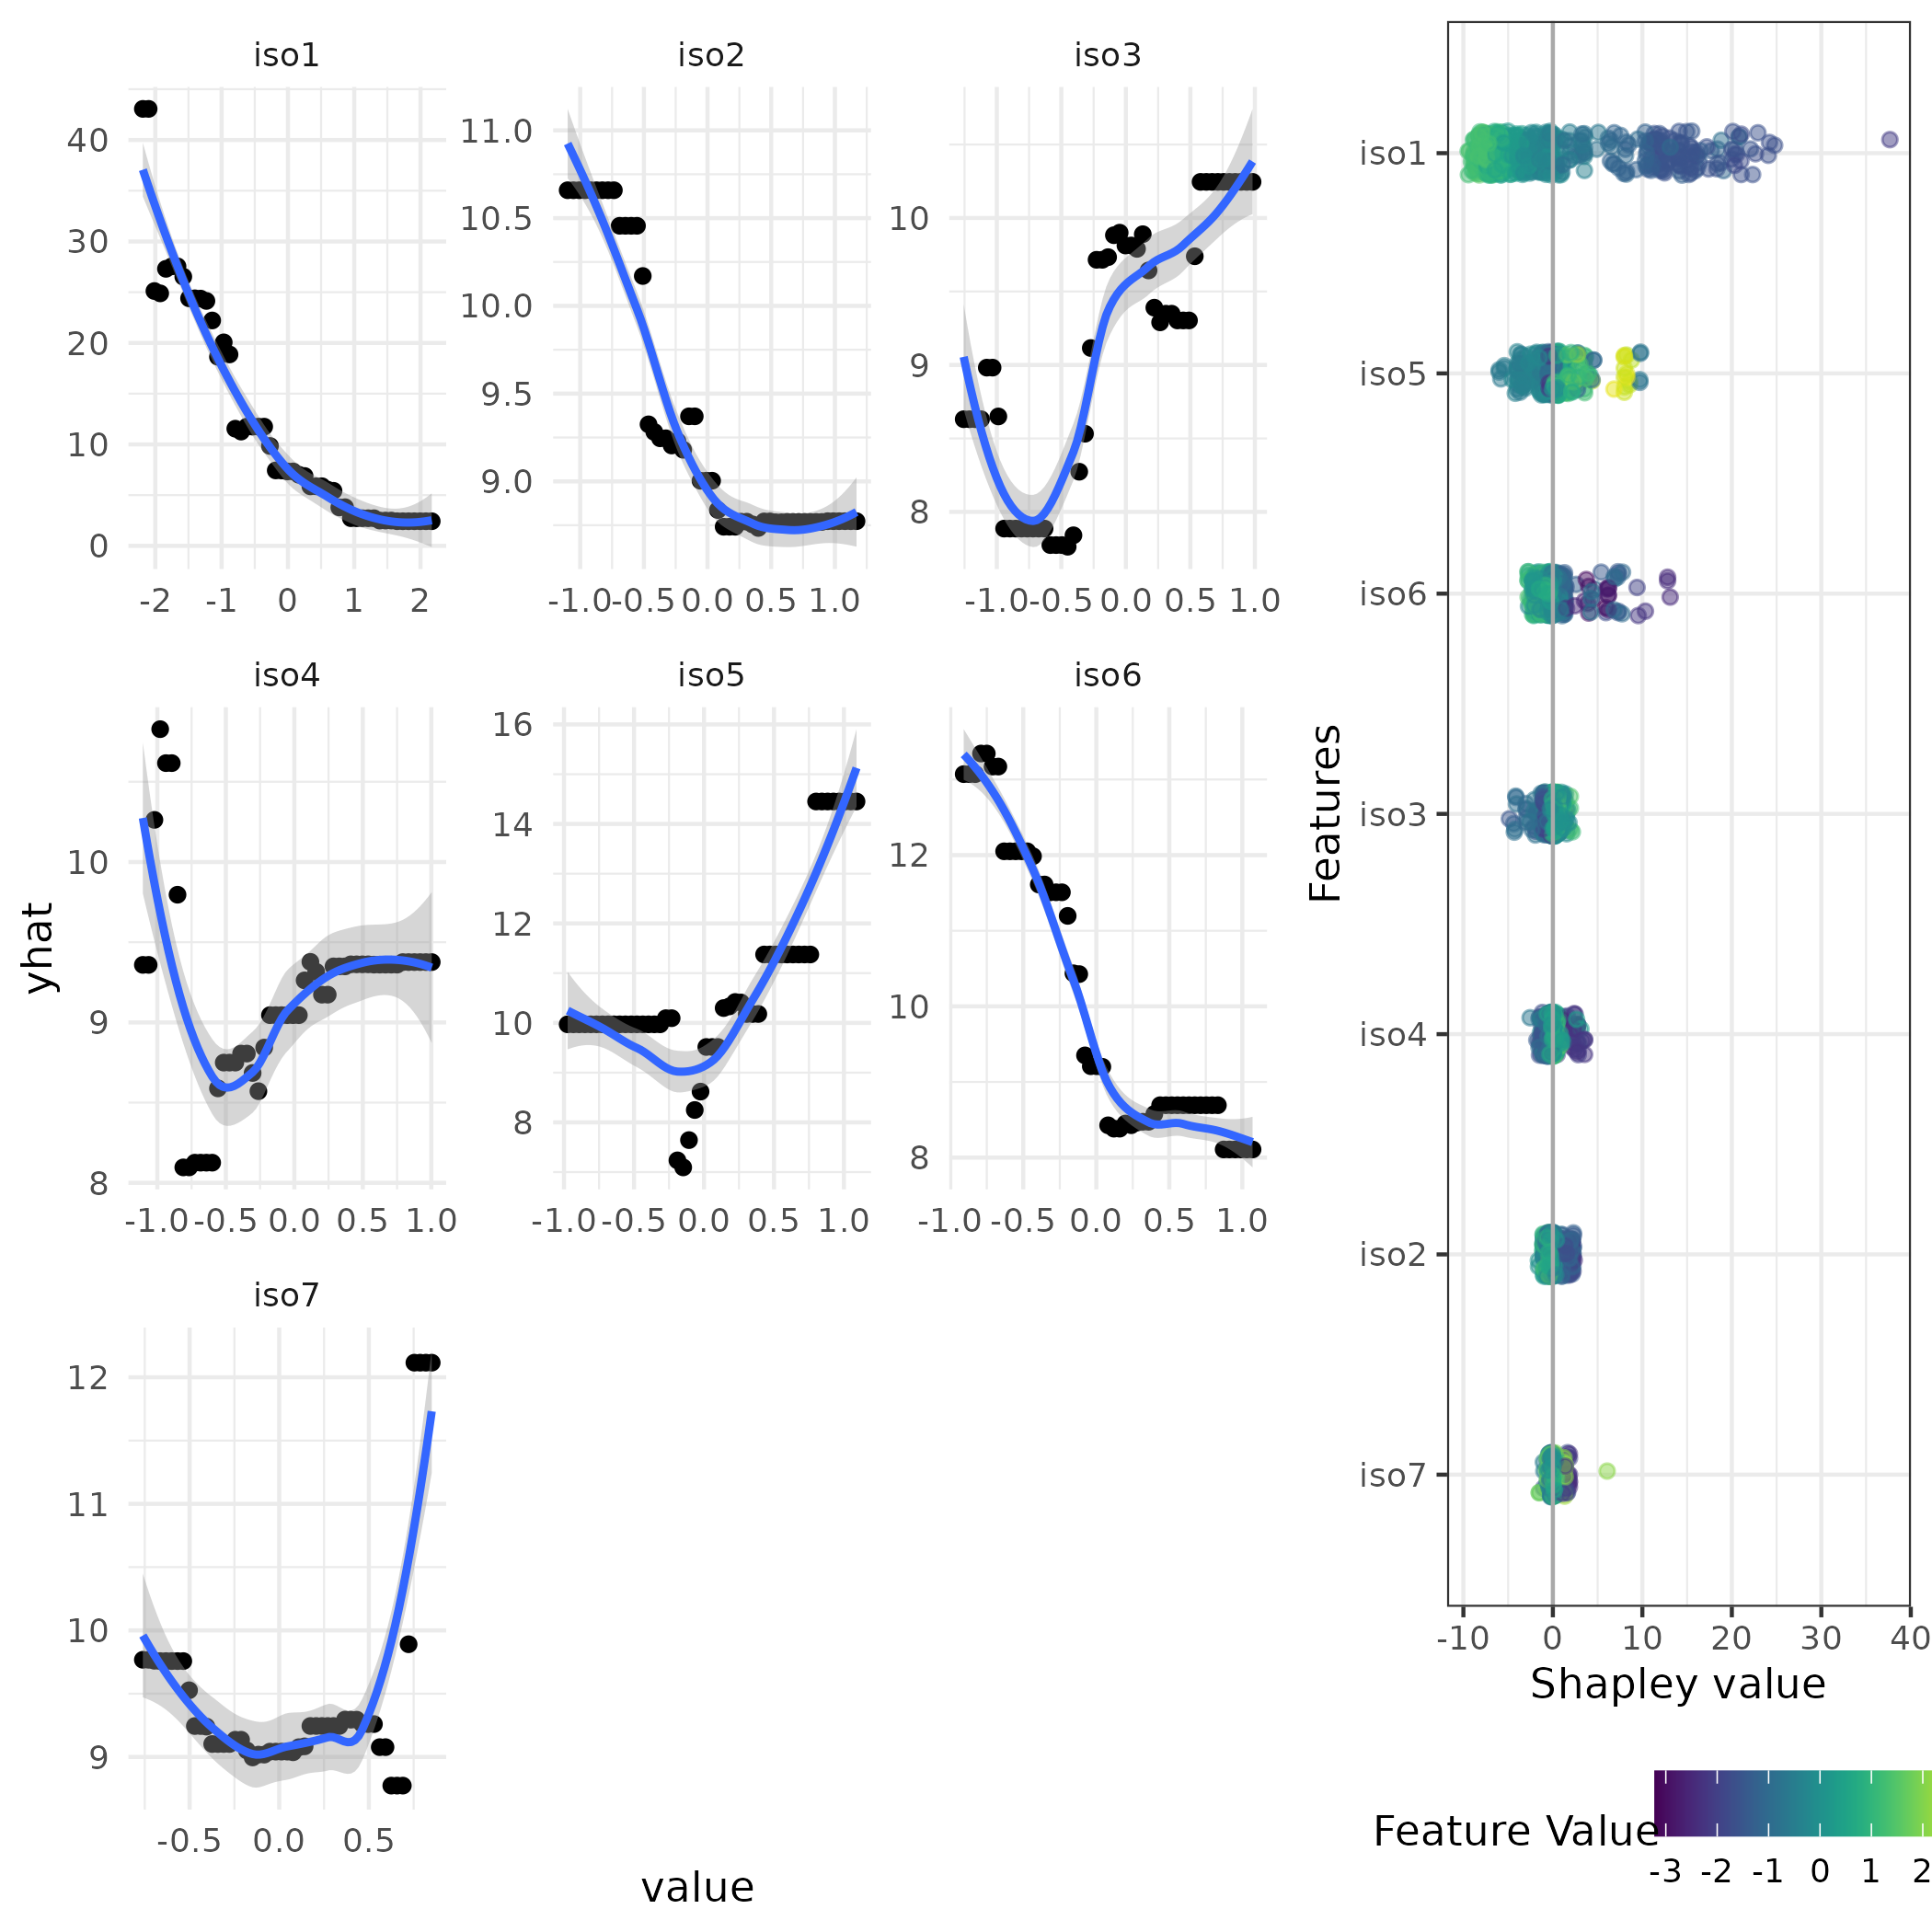 iso1 iso2 iso3
40
30
20
10
0
11.0
10.5
10.0
9.5
9.0
10
9
8
-2 -1 0 1 2
-1.0 -0.5 0.0 0.5 1.0
-1.0 -0.5 0.0 0.5 1.0
iso4 iso5 iso6
10
9
8
16
14
12
10
8
12
10
8
-1.0 -0.5 0.0 0.5 1.0
-1.0 -0.5 0.0 0.5 1.0
-1.0 -0.5 0.0 0.5 1.0
iso7
12
11
10
9
-0.5 0.0 0.5
yhat
value
Features
iso1
iso5
iso6
iso3
iso4
iso2
iso7
-10 0 10 20 30 40
Shapley value
Feature Value
-3 -2 -1 0 1 2